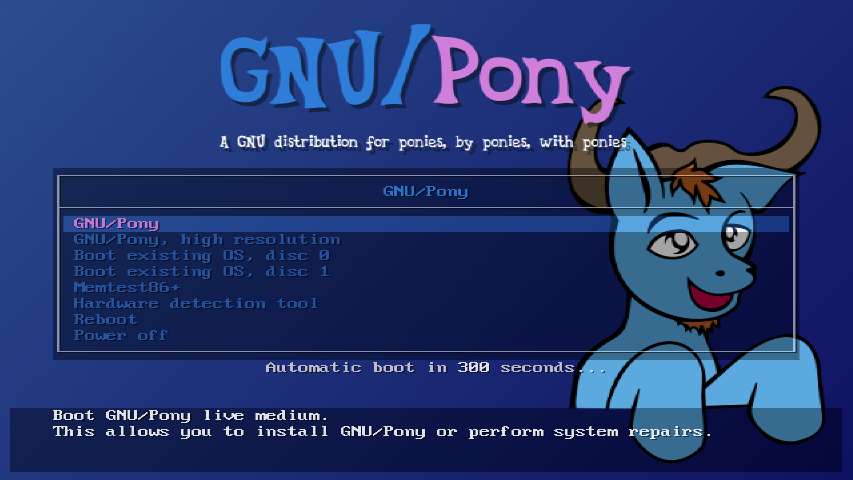 GNU/Pony
A GNU distribution for ponies, by ponies, with ponies.
GNU/Pony
GNU/Pony
GNU/Pony, high resolution
Boot existing OS, disc 0
Boot existing OS, disc 1
Memtest86+
Hardware detection tool
Reboot
Power off
Automatic boot in 300 seconds...
Boot GNU/Pony live medium.
This allows you to install GNU/Pony or perform system repairs.